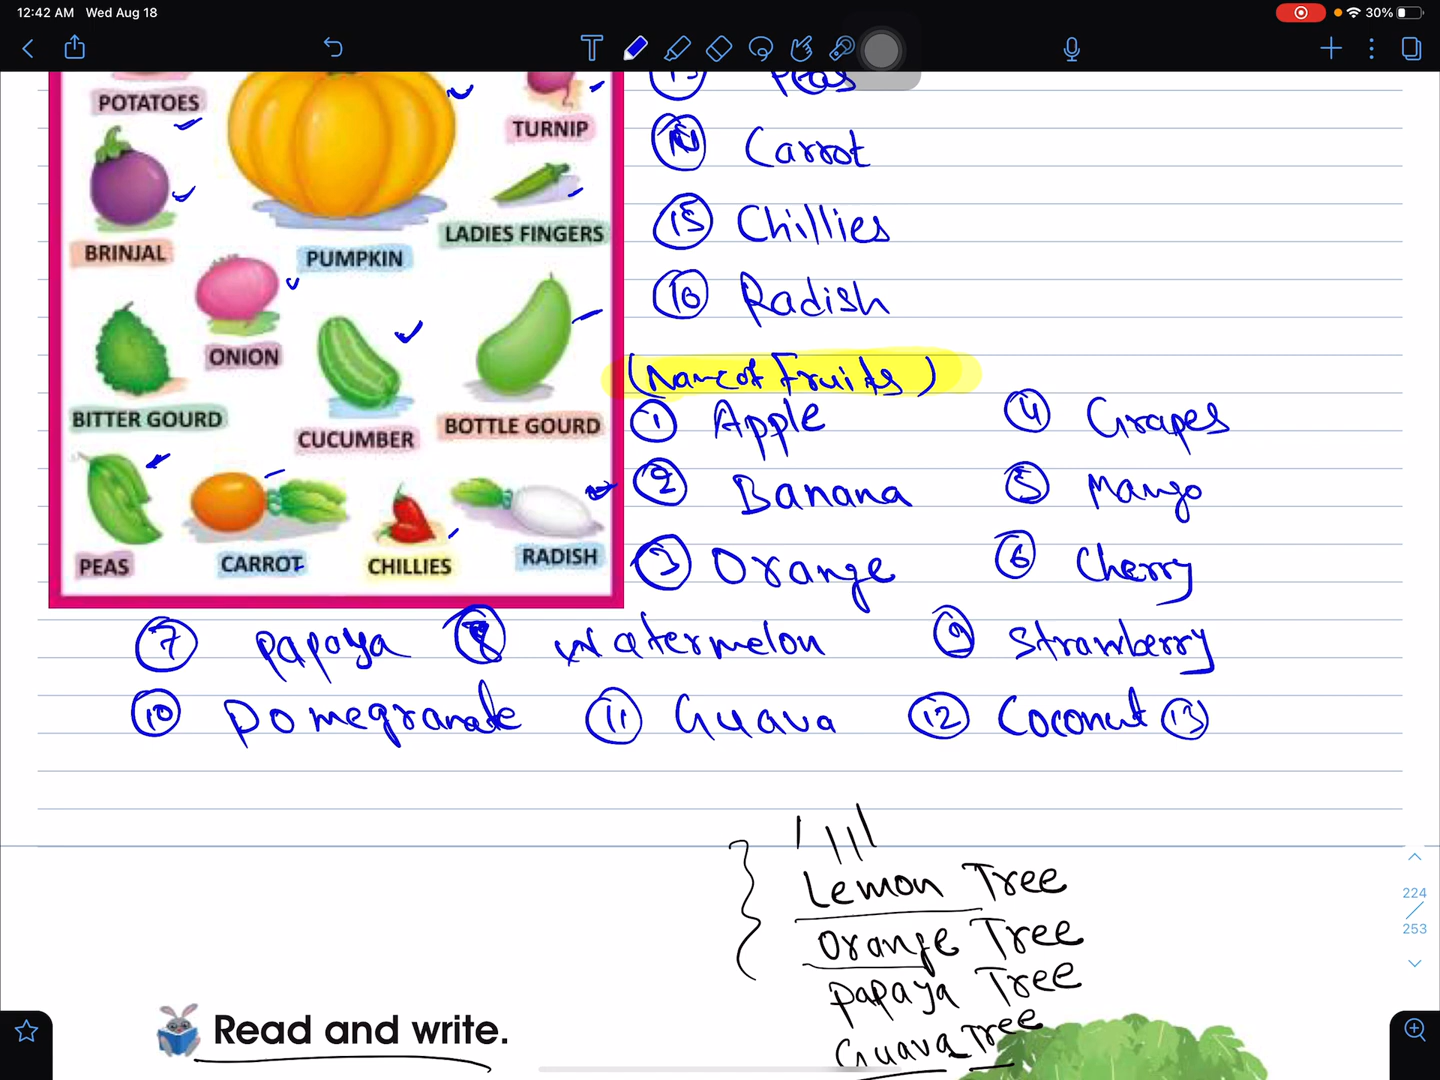 12:42 AM Wed Aug 18
30%
T
POTATOES
TURNIP
BRINJAL
PUMPKIN
LADIES FINGERS
ONION
BITTER GOURD
CUCUMBER
BOTTLE GOURD
PEAS
CARROT
CHILLIES
RADISH
13 Peas
14 Carrot
15 Chillies
16 Radish
(Name of Fruits)
1 Apple 4 Grapes
2 Banana 5 Mango
3 Orange 6 Cherry
7 Papaya 8 Watermelon 9 Strawberry
10 Pomegranate 11 Guava 12 Coconut 13
Lemon Tree
Orange Tree
Papaya Tree
Guava Tree
224
253
Read and write.